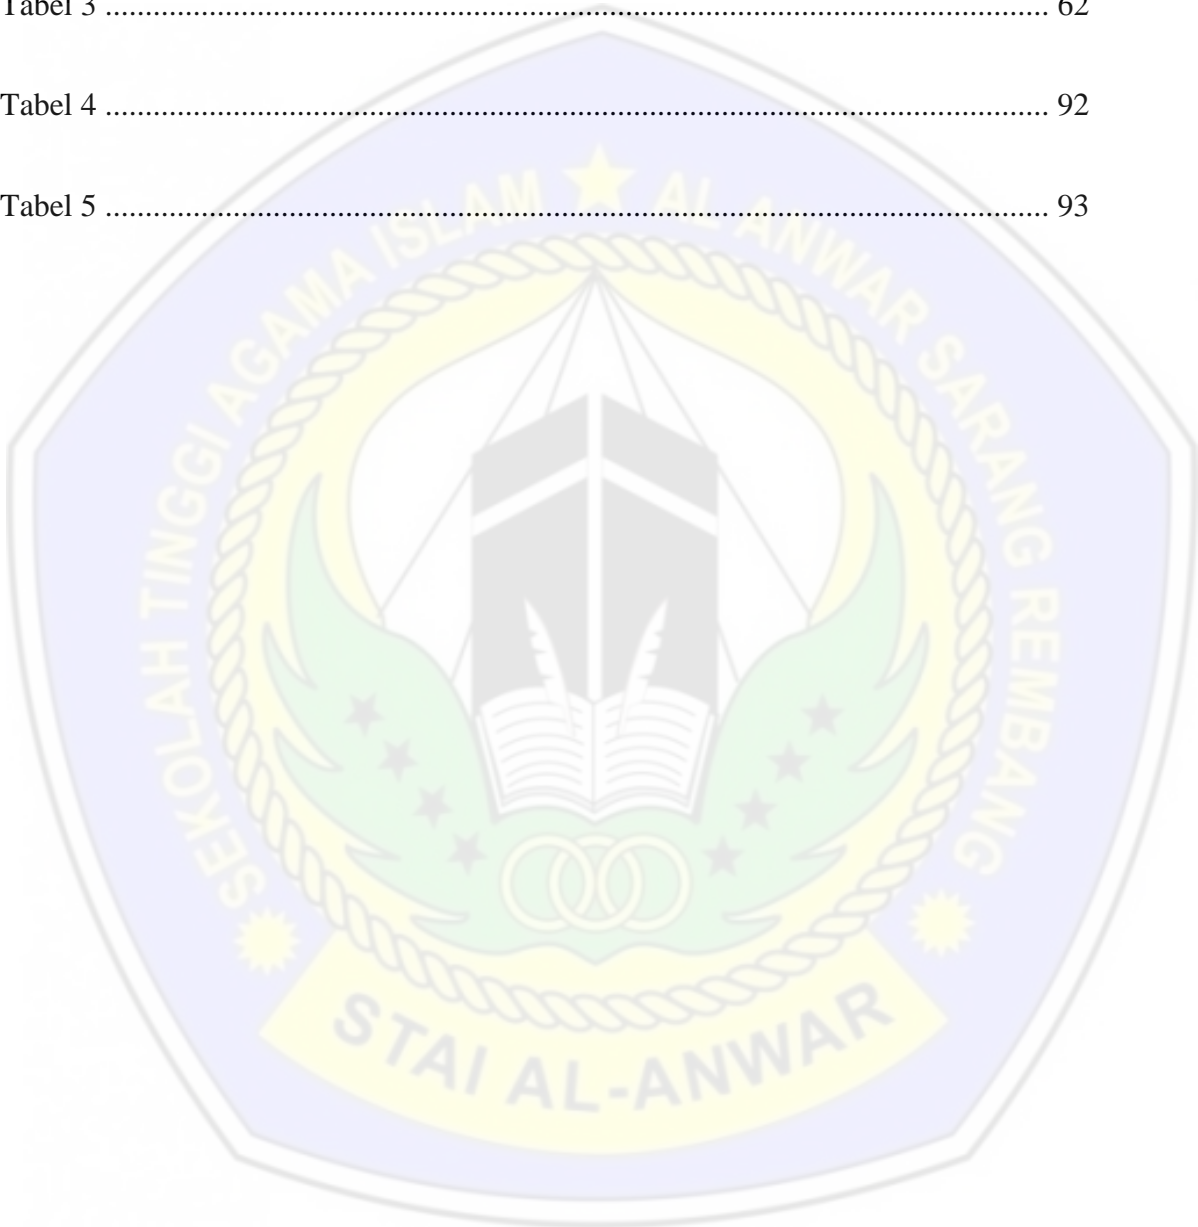 Tabel 3 ........................................................................................................................ 62
Tabel 4 ........................................................................................................................ 92
Tabel 5 ........................................................................................................................ 93
SEKOLAH TINGGI AGAMA ISLAM ★ AL ANWAR SARANG REMBANG
STAI AL-ANWAR